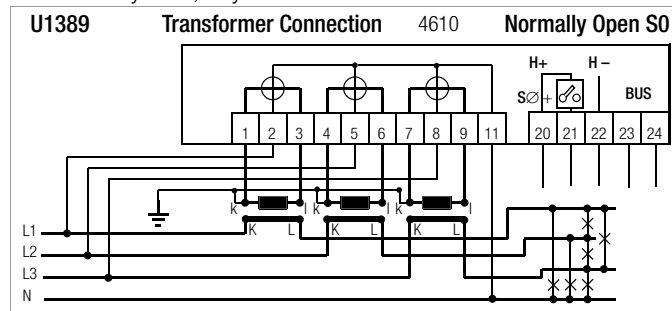 U1389 Transformer Connection 4610 Normally Open S0
H+ H –
SØ + BUS
1 2 3 4 5 6 7 8 9 11 20 21 22 23 24
k l k l k l
L1 K L K L K L
L2
L3
N